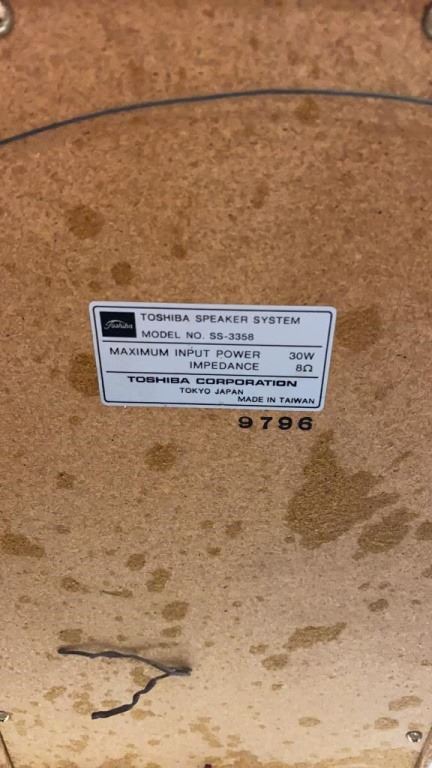 Toshiba
TOSHIBA SPEAKER SYSTEM
MODEL NO. SS-3358
MAXIMUM INPUT POWER 30W
IMPEDANCE 8Ω
TOSHIBA CORPORATION
TOKYO JAPAN
MADE IN TAIWAN
9796